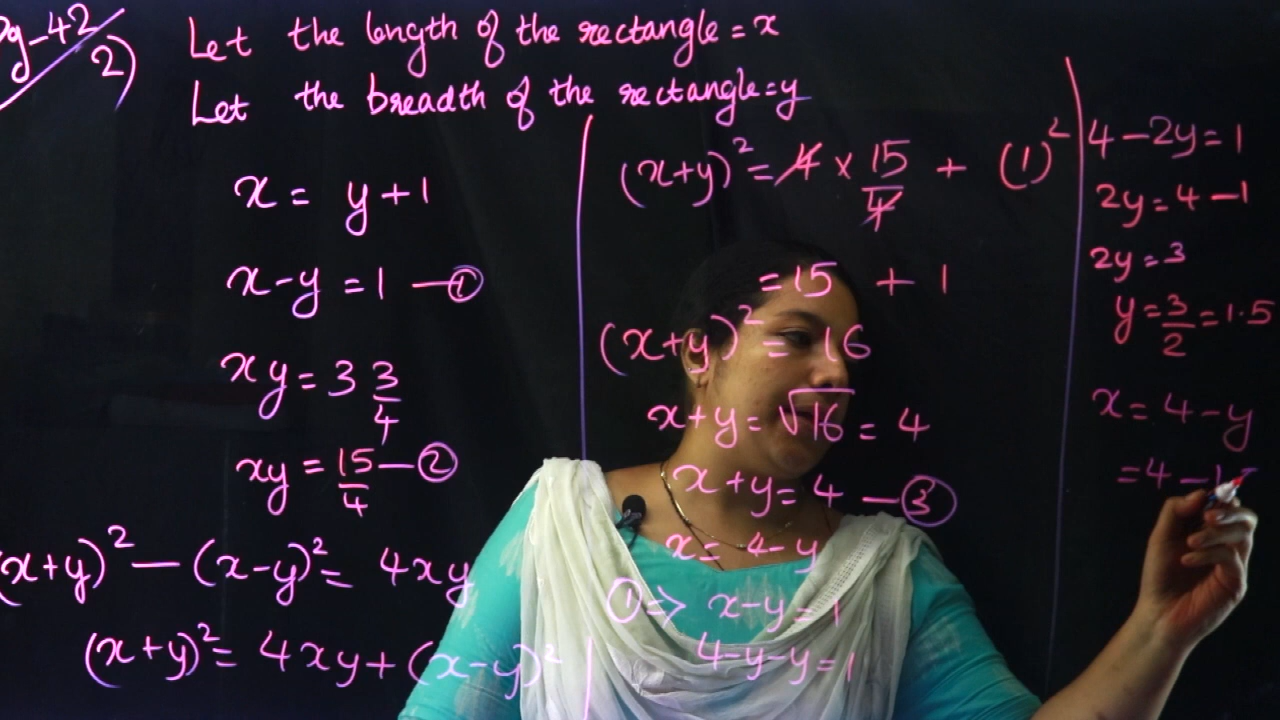 Pg-42
2) Let the length of the rectangle = x
Let the breadth of the rectangle = y
x = y + 1
x - y = 1 — ①
xy = 3 3/4
xy = 15/4 — ②
(x+y)² — (x-y)² = 4xy
(x+y)² = 4xy + (x-y)²
(x+y)² = 4 × 15/4 + (1)²
= 15 + 1
(x+y)² = 16
x+y = √16 = 4
x+y = 4 — ③
x = 4-y
① => x-y = 1
4-y-y = 1
4-2y = 1
2y = 4-1
2y = 3
y = 3/2 = 1.5
x = 4-y
= 4-1.5